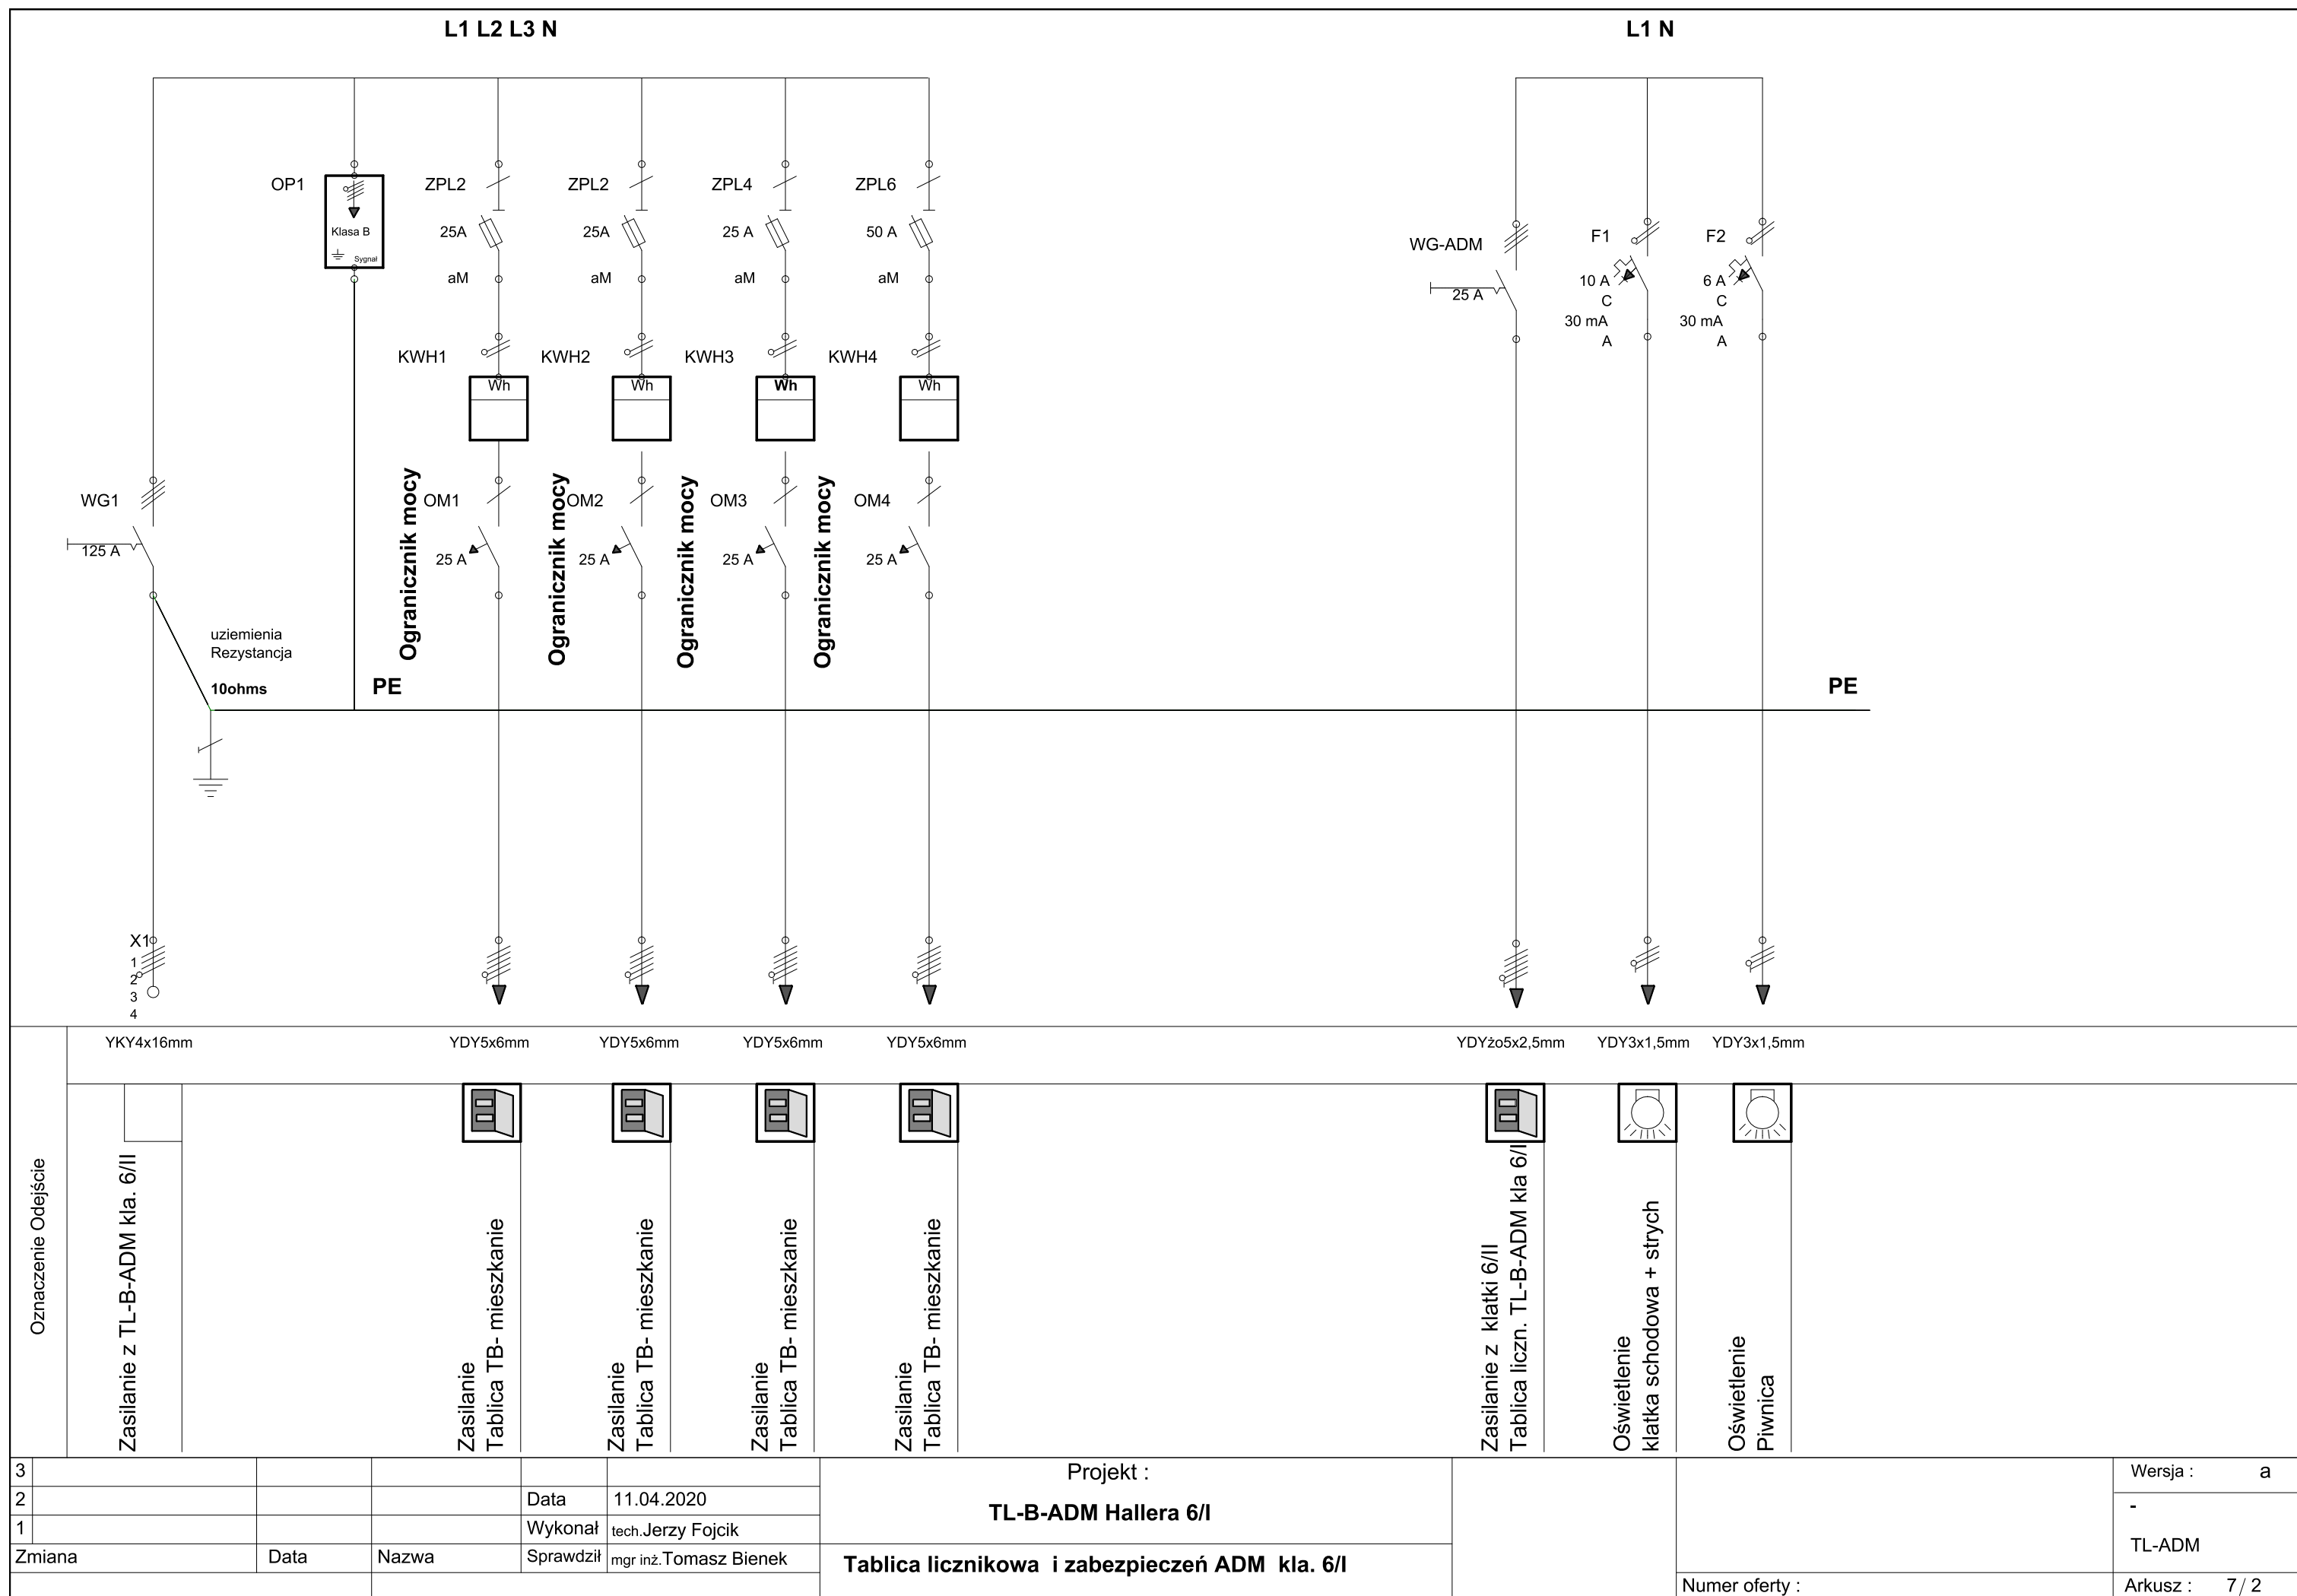 L1 L2 L3 N
L1 N
OP1
Klasa B
Sygnał
ZPL2
25A
aM
ZPL2
25A
aM
ZPL4
25 A
aM
ZPL6
50 A
aM
WG-ADM
25 A
F1
10 A
C
30 mA
A
F2
6 A
C
30 mA
A
KWH1
Wh
KWH2
Wh
KWH3
Wh
KWH4
Wh
WG1
125 A
Ogranicznik mocy
OM1
25 A
Ogranicznik mocy
OM2
25 A
Ogranicznik mocy
OM3
25 A
Ogranicznik mocy
OM4
25 A
uziemienia
Rezystancja
10ohms
PE
PE
X1
1
2
3
4
YKY4x16mm
YDY5x6mm
YDY5x6mm
YDY5x6mm
YDY5x6mm
YDYżo5x2,5mm
YDY3x1,5mm
YDY3x1,5mm
Oznaczenie Odejście
Zasilanie z TL-B-ADM kla. 6/II
Zasilanie
Tablica TB- mieszkanie
Zasilanie
Tablica TB- mieszkanie
Zasilanie
Tablica TB- mieszkanie
Zasilanie
Tablica TB- mieszkanie
Zasilanie z klatki 6/II
Tablica liczn. TL-B-ADM kla 6/I
Oświetlenie
klatka schodowa + strych
Oświetlenie
Piwnica
3
2
1
Zmiana
Data
Nazwa
Data 11.04.2020
Wykonał tech.Jerzy Fojcik
Sprawdził mgr inż.Tomasz Bienek
Projekt :
TL-B-ADM Hallera 6/I
Tablica licznikowa i zabezpieczeń ADM kla. 6/I
Numer oferty :
Wersja : a
-
TL-ADM
Arkusz : 7 / 2